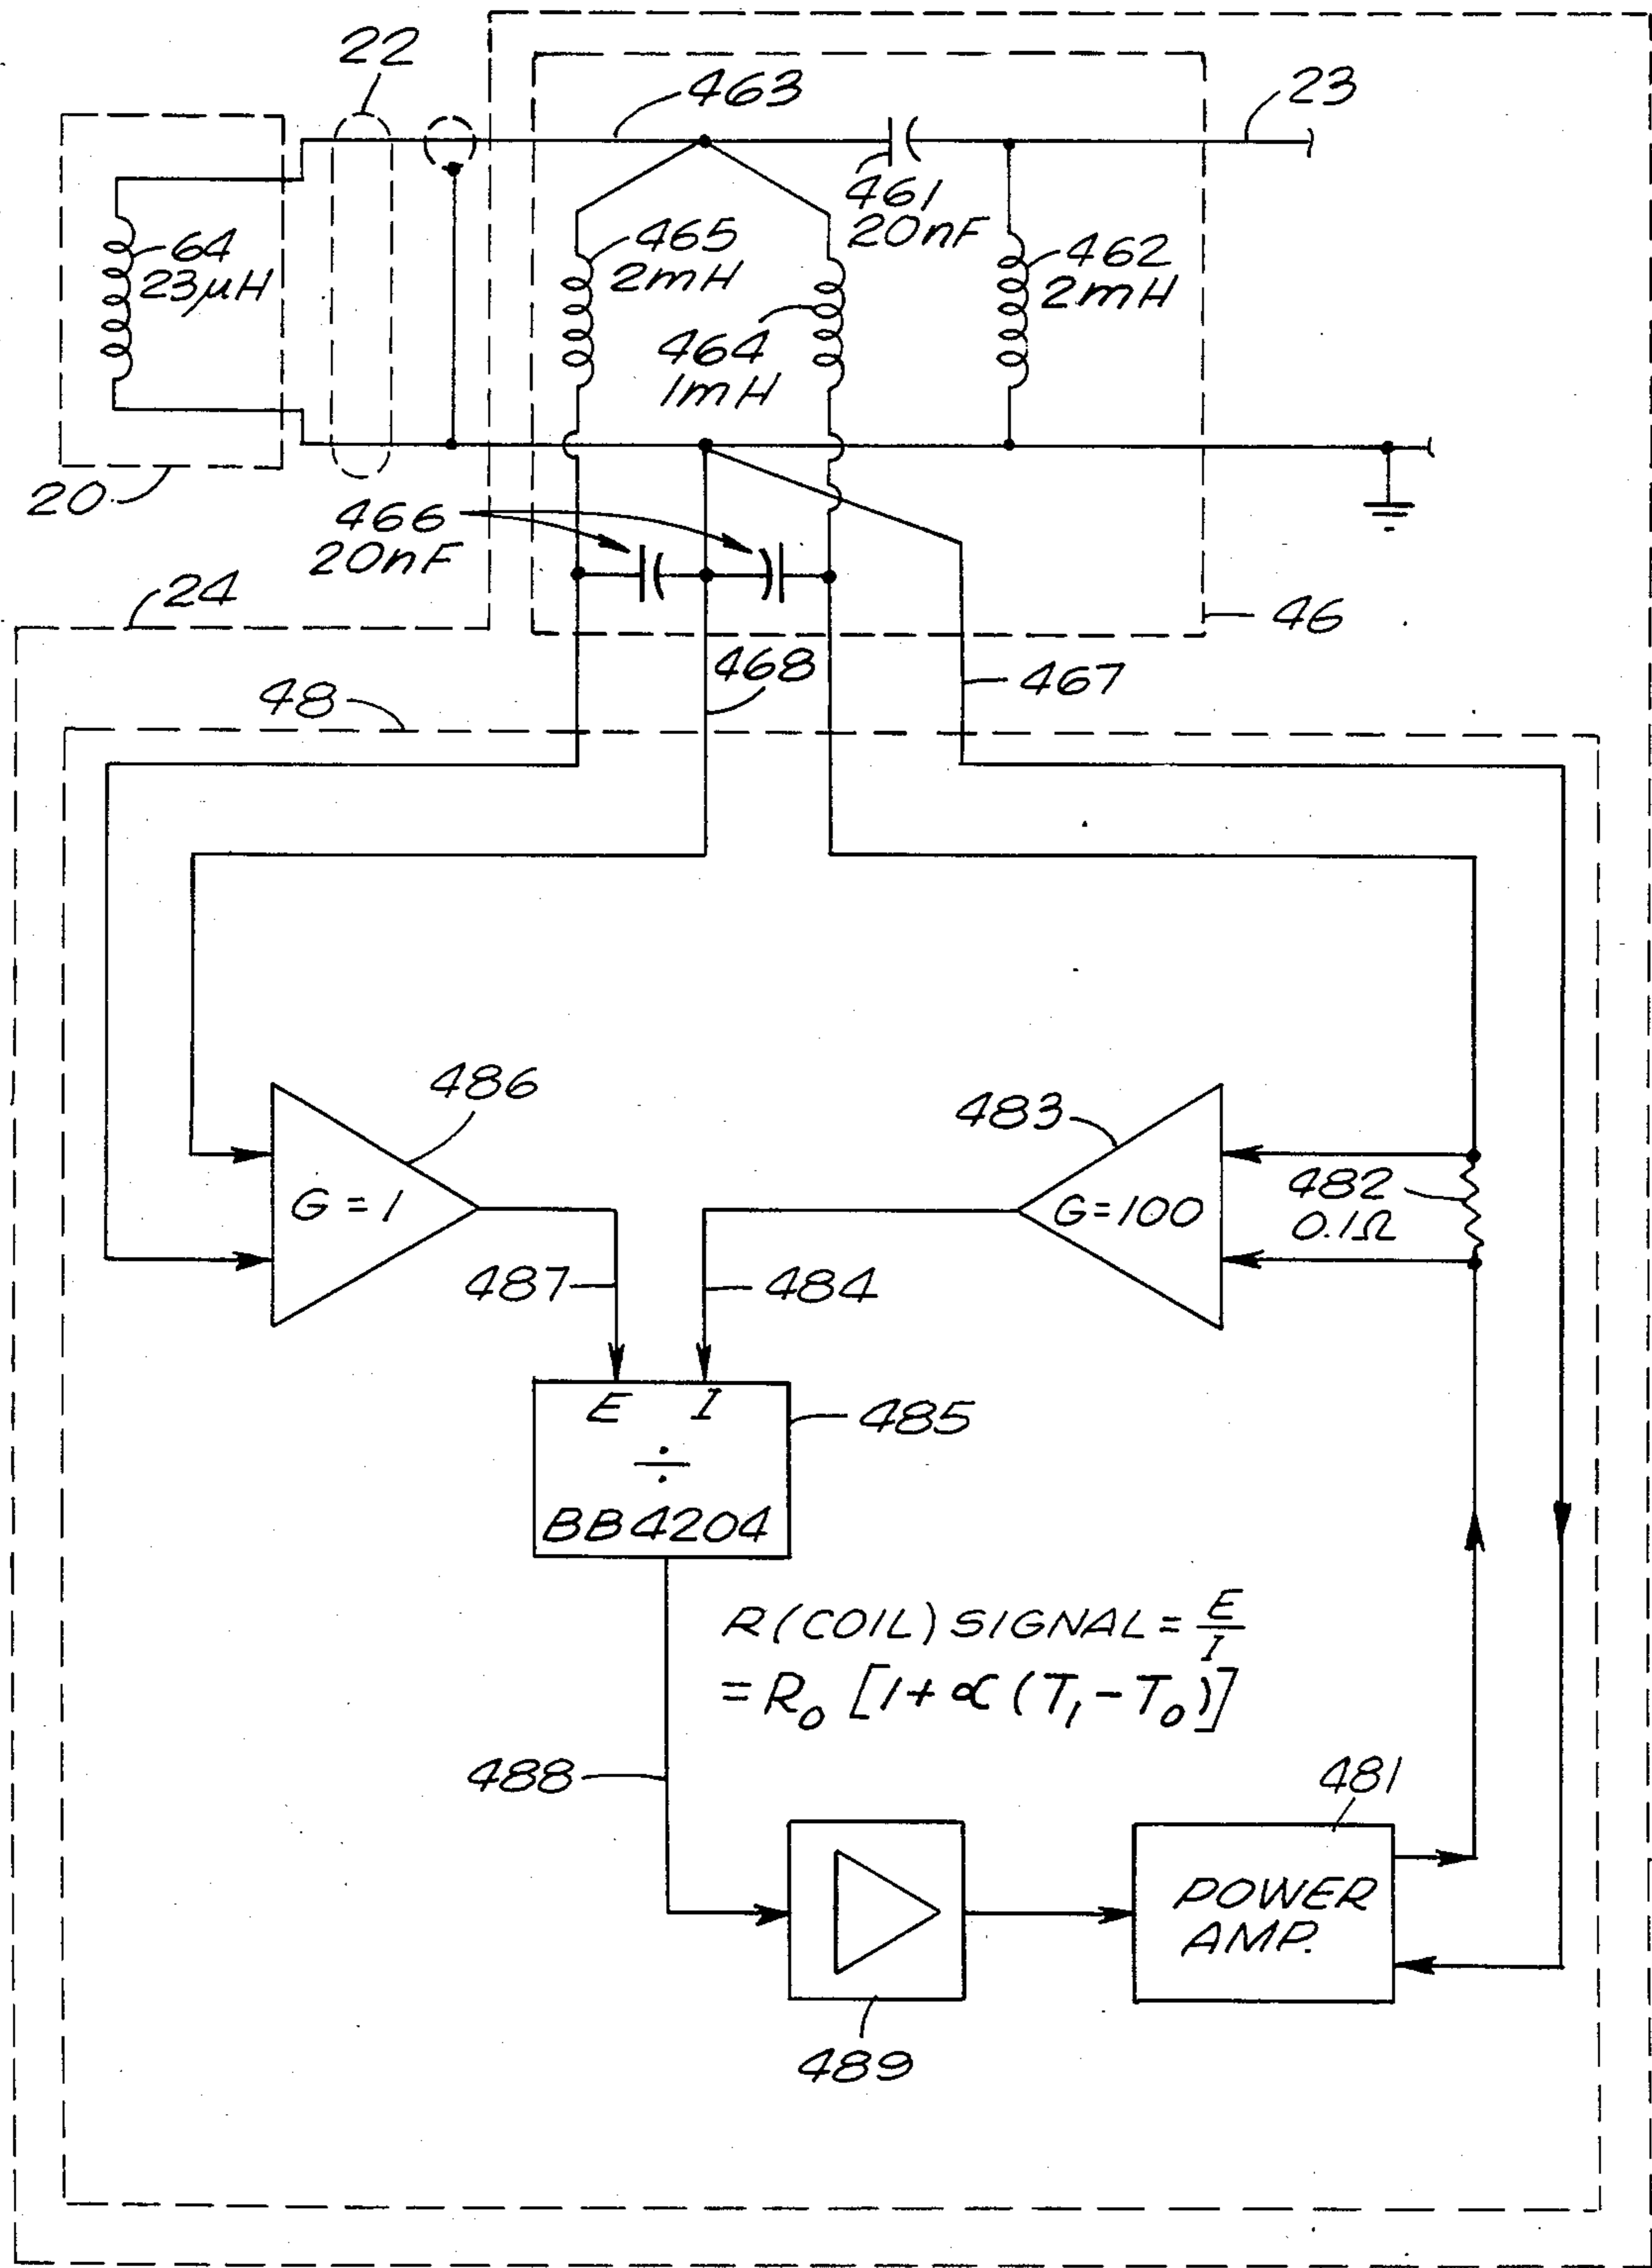 22
463
23
64
23μH
465
2mH
461
20nF
462
2mH
464
1mH
20
466
20nF
24
46
468
467
48
486
483
G = 1
G=100
482
0.1Ω
487
484
E I
÷
485
BB4204
R(COIL) SIGNAL = E/I
= R₀ [1 + ∝ (T₁ - T₀)]
488
481
POWER
AMP.
489